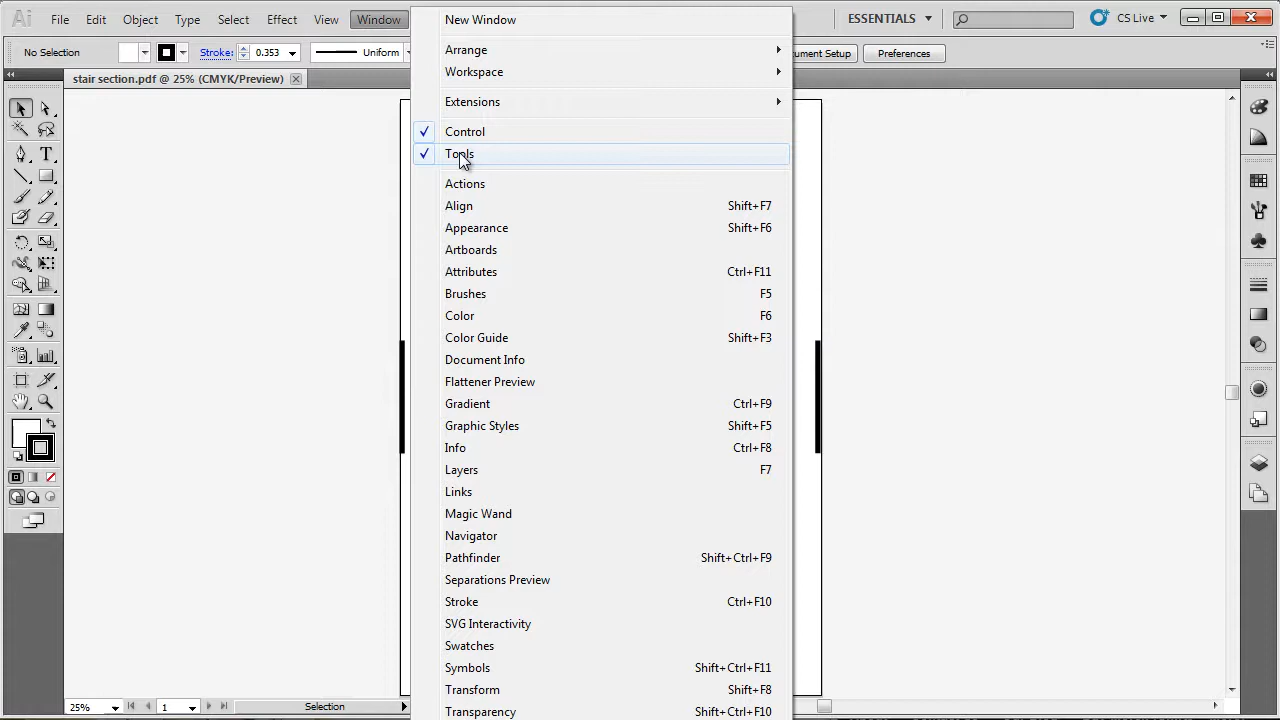 Ai File Edit Object Type Select Effect View Window ESSENTIALS CS Live
No Selection Stroke: 0.353 Uniform ument Setup Preferences
stair section.pdf @ 25% (CMYK/Preview)
New Window
Arrange
Workspace
Extensions
Control
Tools
Actions
Align Shift+F7
Appearance Shift+F6
Artboards
Attributes Ctrl+F11
Brushes F5
Color F6
Color Guide Shift+F3
Document Info
Flattener Preview
Gradient Ctrl+F9
Graphic Styles Shift+F5
Info Ctrl+F8
Layers F7
Links
Magic Wand
Navigator
Pathfinder Shift+Ctrl+F9
Separations Preview
Stroke Ctrl+F10
SVG Interactivity
Swatches
Symbols Shift+Ctrl+F11
Transform Shift+F8
Transparency Shift+Ctrl+F10
25% 1 Selection